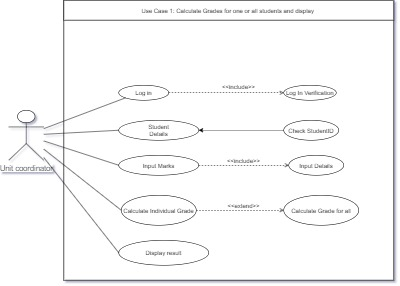 Use Case 1: Calculate Grades for one or all students and display
Log in
<<include>>
Log In Verification
Student
Details
Check StudentID
Input Marks
<<include>>
Input Details
Unit coordinator
Calculate Individual Grade
<<extend>>
Calculate Grade for all
Display result